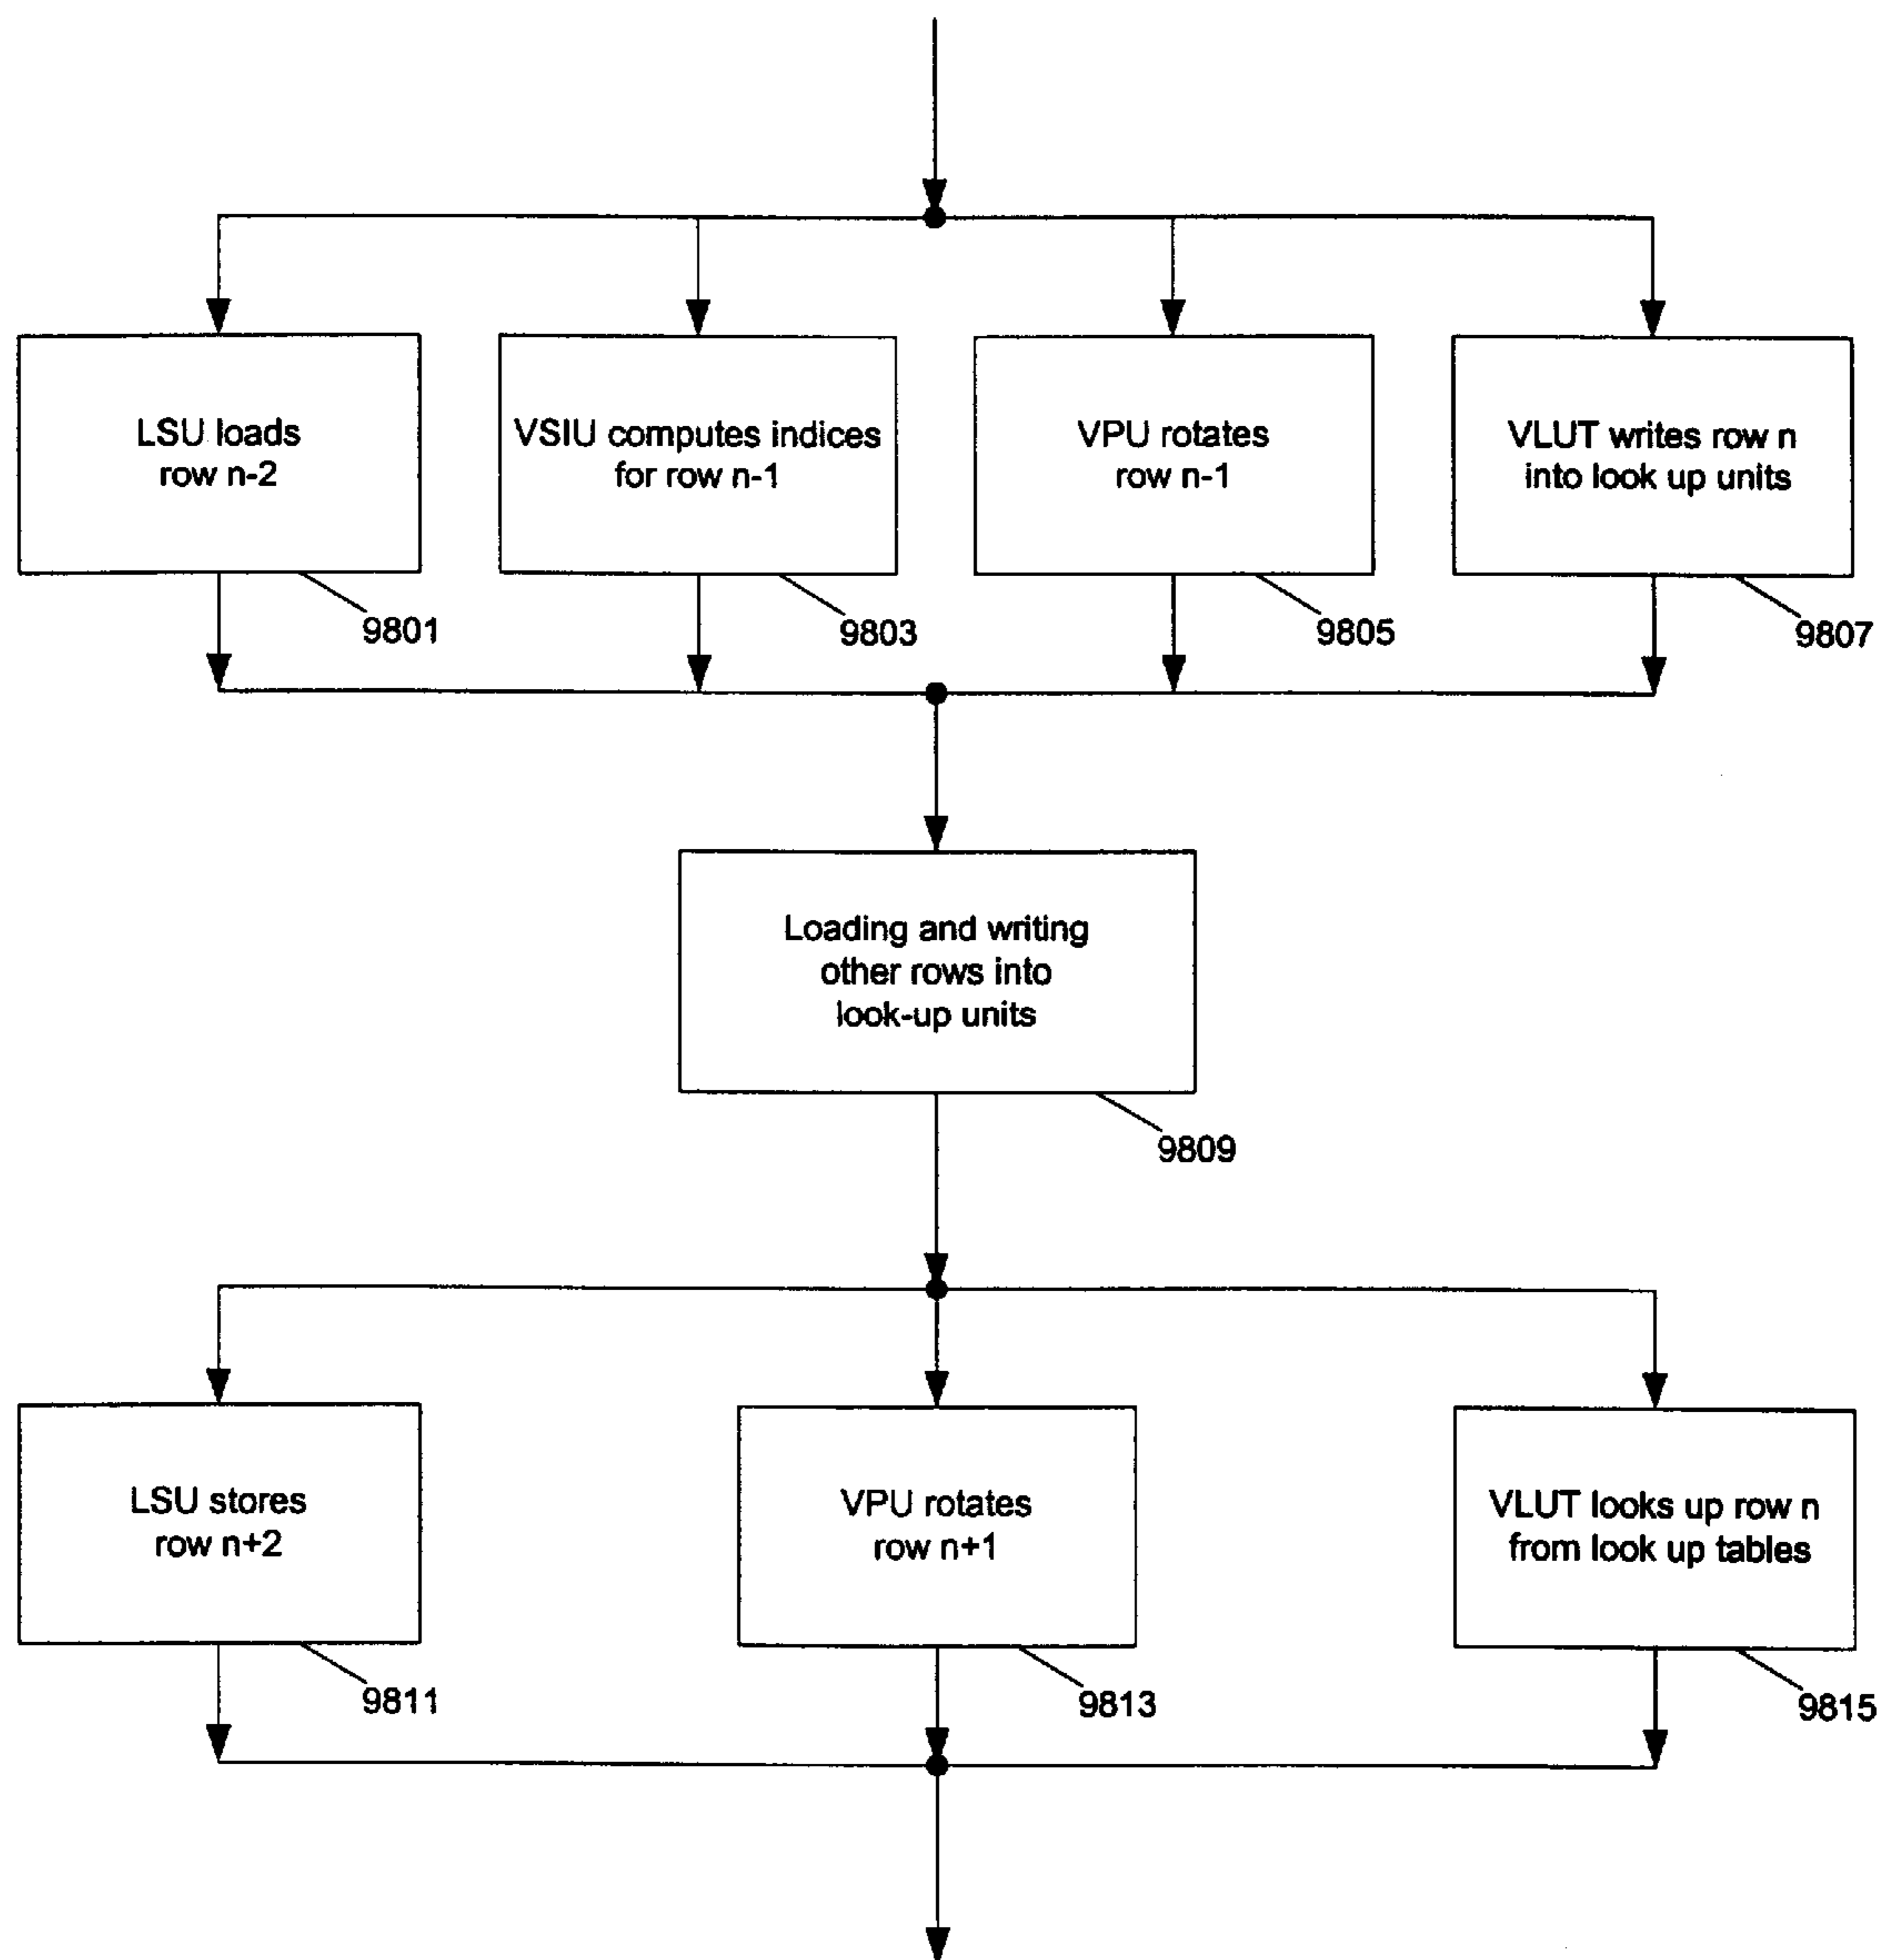 LSU loads
row n-2
9801
VSIU computes indices
for row n-1
9803
VPU rotates
row n-1
9805
VLUT writes row n
into look up units
9807
Loading and writing
other rows into
look-up units
9809
LSU stores
row n+2
9811
VPU rotates
row n+1
9813
VLUT looks up row n
from look up tables
9815